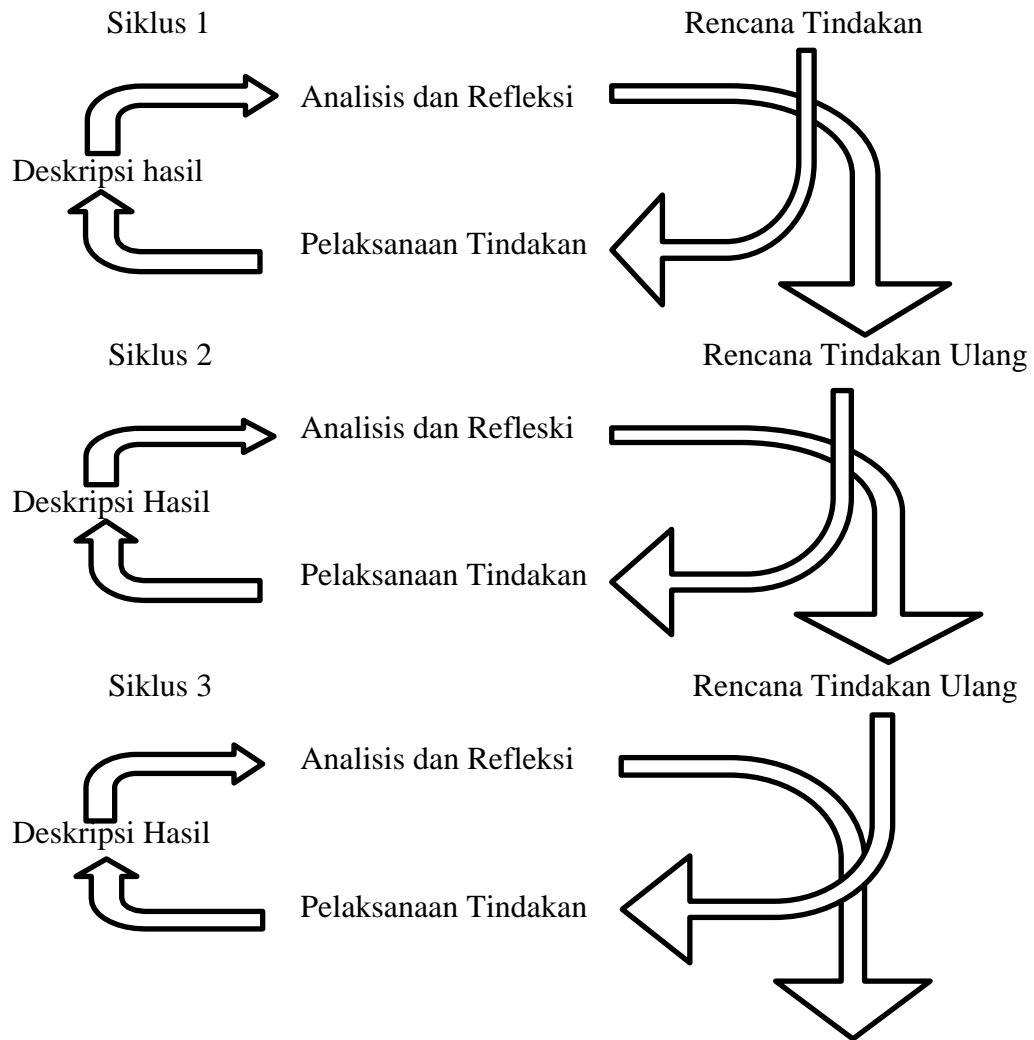 Siklus 1
Rencana Tindakan
Analisis dan Refleksi
Deskripsi hasil
Pelaksanaan Tindakan
Siklus 2
Rencana Tindakan Ulang
Analisis dan Refleski
Deskripsi Hasil
Pelaksanaan Tindakan
Siklus 3
Rencana Tindakan Ulang
Analisis dan Refleksi
Deskripsi Hasil
Pelaksanaan Tindakan